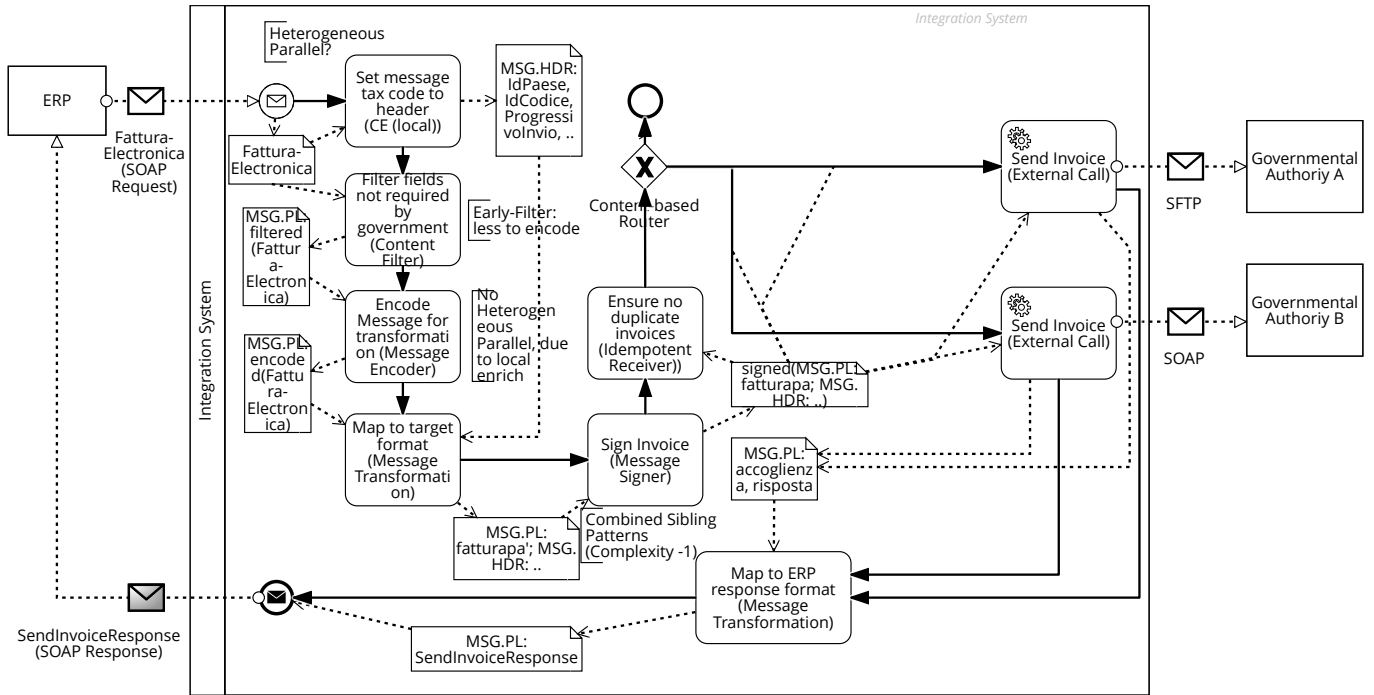 Integration System
Heterogeneous
Parallel?
ERP
Fattura-
Electronica
(SOAP
Request)
Integration System
Set message
tax code to
header
(CE (local))
MSG.HDR:
IdPaese,
IdCodice,
Progressi
voInvio, ..
Fattura-
Electronica
Filter fields
not required
by
government
(Content
Filter)
Early-Filter:
less to encode
MSG.PL:
filtered
(Fattur
a-
Electron
ica)
Encode
Message for
transformati
on (Message
Encoder)
No
Heterogen
eous
Parallel, due
to local
enrich
MSG.PL:
encode
ed(Fattu
ra-
Electron
ica)
Map to target
format
(Message
Transformati
on)
MSG.PL:
fatturapa'; MSG.
HDR: ..
Sign Invoice
(Message
Signer)
Combined Sibling
Patterns
(Complexity -1)
Ensure no
duplicate
invoices
(Idempotent
Receiver))
X
Content-based
Router
signed(MSG.PL:
fatturapa; MSG.
HDR: ..)
Send Invoice
(External Call)
SFTP
Governmental
Authoriy A
Send Invoice
(External Call)
SOAP
Governmental
Authoriy B
MSG.PL:
accoglienz
a, risposta
Map to ERP
response format
(Message
Transformation)
MSG.PL:
SendInvoiceResponse
SendInvoiceResponse
(SOAP Response)